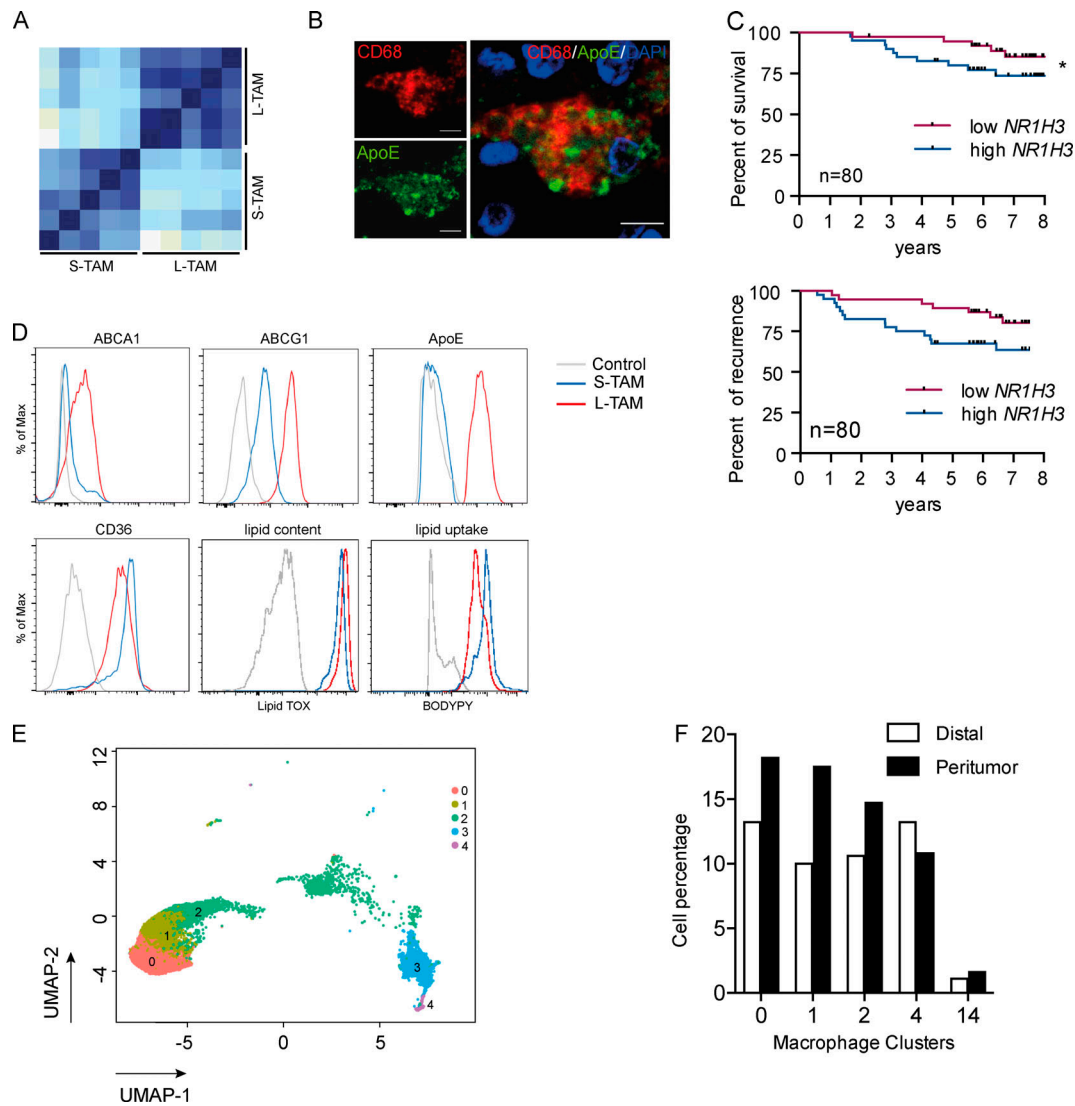 A
L-TAM
S-TAM
S-TAM
L-TAM
B
CD68
ApoE
CD68/ApoE/DAPI
C
Percent of survival
100
75
50
25
0
low NR1H3
high NR1H3
n=80
*
0 1 2 3 4 5 6 7 8
years
Percent of recurrence
100
75
50
25
0
low NR1H3
high NR1H3
n=80
0 1 2 3 4 5 6 7 8
years
D
ABCA1
ABCG1
ApoE
% of Max
Control
S-TAM
L-TAM
CD36
lipid content
lipid uptake
% of Max
Lipid TOX
BODYPY
E
12
8
4
0
-4
UMAP-2
0
1
2
3
4
0
1
2
3
4
-5 0 5
UMAP-1
F
Cell percentage
20
15
10
5
0
Distal
Peritumor
0 1 2 4 14
Macrophage Clusters